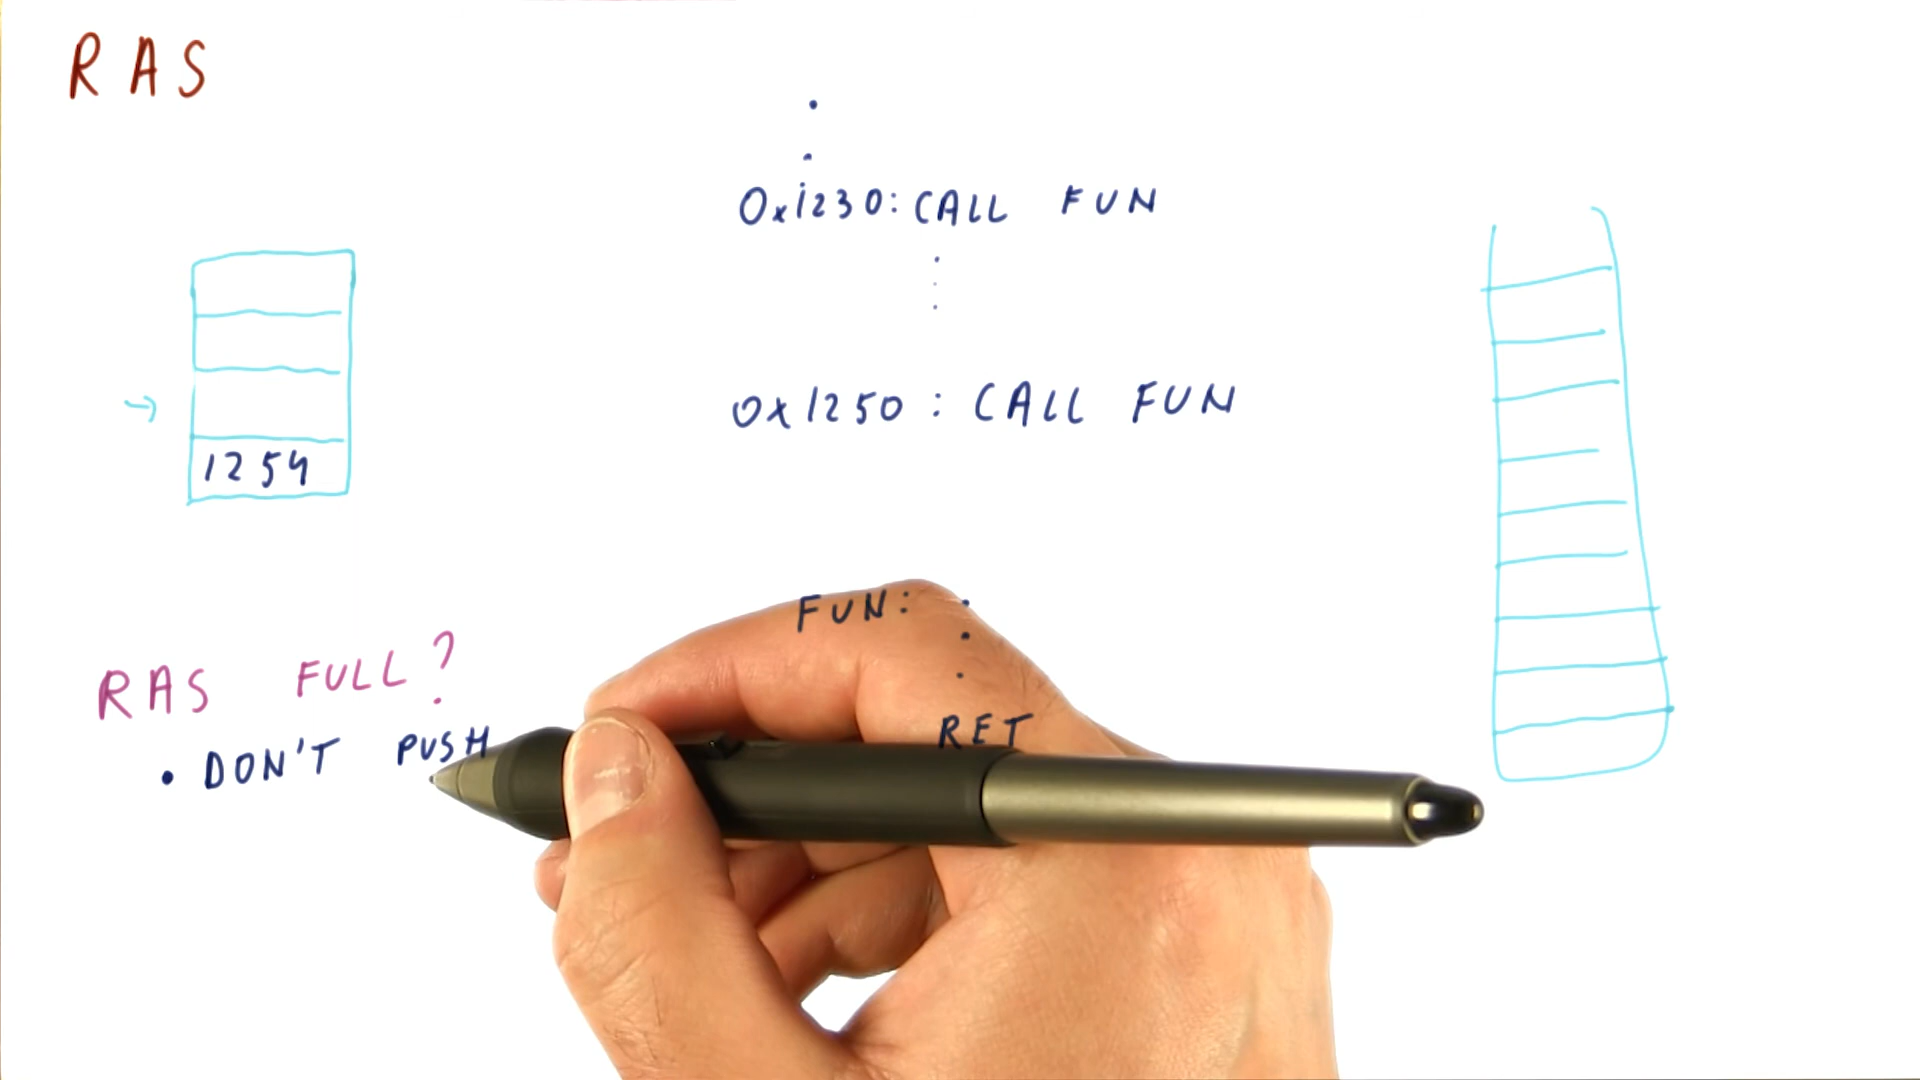 RAS
0x1230: CALL FUN
0x1250: CALL FUN
1254
FUN:
RET
RAS FULL?
• DON'T PUSH